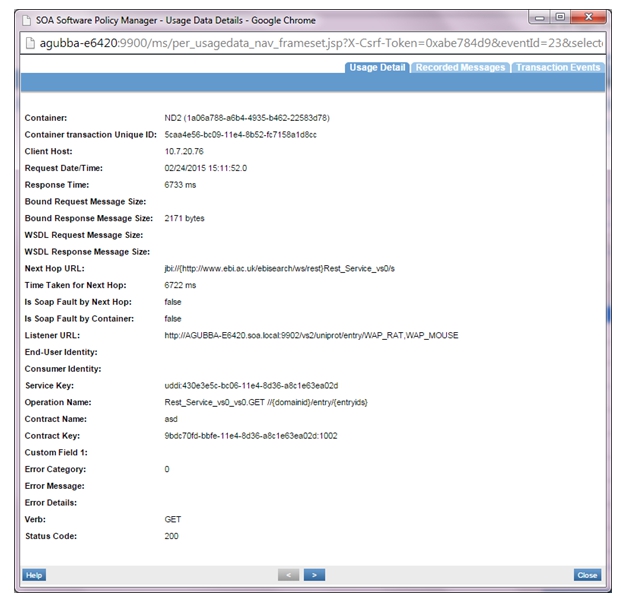 SOA Software Policy Manager - Usage Data Details - Google Chrome
agubba-e6420:9900/ms/per_usagedata_nav_frameset.jsp?X-Csrf-Token=0xabe784d9&eventId=23&selecte
Usage Detail Recorded Messages Transaction Events
Container: ND2 (1a06a788-a6b4-4935-b462-22583d78)
Container transaction Unique ID: 5caa4e56-bc09-11e4-8b52-fc7158a1d8cc
Client Host: 10.7.20.76
Request Date/Time: 02/24/2015 15:11:52.0
Response Time: 6733 ms
Bound Request Message Size:
Bound Response Message Size: 2171 bytes
WSDL Request Message Size:
WSDL Response Message Size:
Next Hop URL: jbi://{http://www.ebi.ac.uk/ebisearch/ws/rest}Rest_Service_vs0/s
Time Taken for Next Hop: 6722 ms
Is Soap Fault by Next Hop: false
Is Soap Fault by Container: false
Listener URL: http://AGUBBA-E6420.soa.local:9902/vs2/uniprot/entry/WAP_RAT,WAP_MOUSE
End-User Identity:
Consumer Identity:
Service Key: uddi:430e3e5c-bc06-11e4-8d36-a8c1e63ea02d
Operation Name: Rest_Service_vs0_vs0.GET //{domainid}/entry/{entryids}
Contract Name: asd
Contract Key: 9bdc70fd-bbfe-11e4-8d36-a8c1e63ea02d:1002
Custom Field 1:
Error Category: 0
Error Message:
Error Details:
Verb: GET
Status Code: 200
Help < > Close